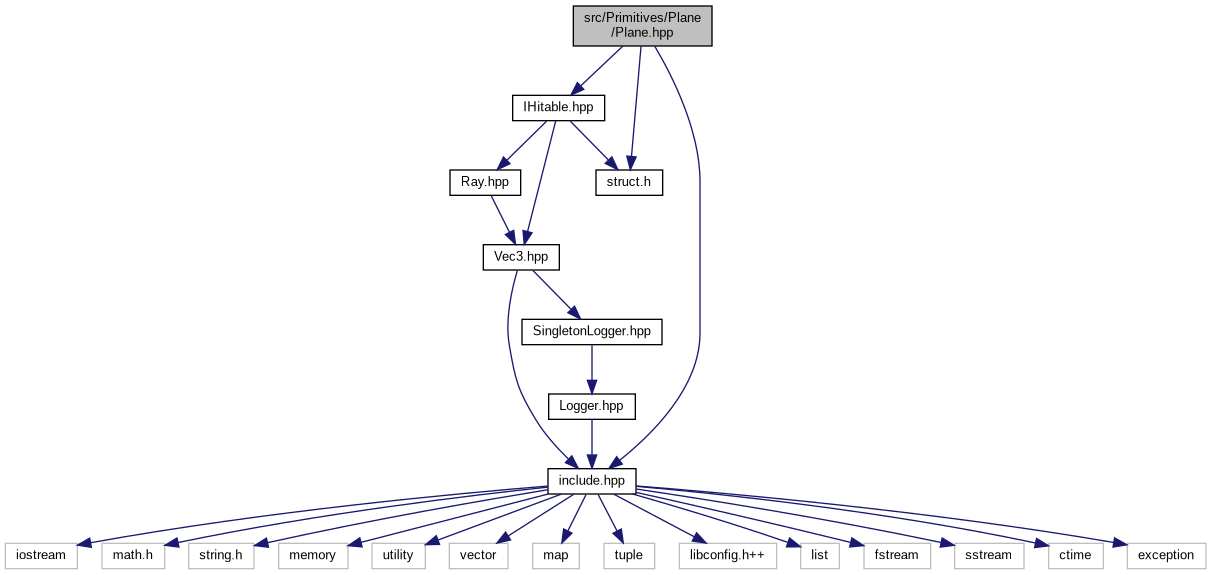 src/Primitives/Plane
/Plane.hpp
IHitable.hpp
Ray.hpp
struct.h
Vec3.hpp
SingletonLogger.hpp
Logger.hpp
include.hpp
iostream
math.h
string.h
memory
utility
vector
map
tuple
libconfig.h++
list
fstream
sstream
ctime
exception